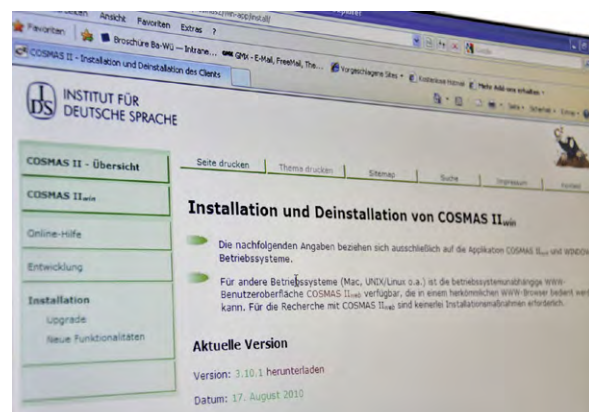 Ansicht Favoriten Extras ?
Favoriten Broschüre Ba-Wü — Intrane... GMX - E-Mail, FreeMail, The... Vorgeschlagene Sites Kostenlose Hotmail Mehr Add-ons erhalten
COSMAS II - Installation und Deinstallation des Clients
IDS INSTITUT FÜR
DEUTSCHE SPRACHE
Seite drucken Thema drucken Sitemap Suche Impressum Kontakt
COSMAS II - Übersicht
COSMAS IIwin
Online-Hilfe
Entwicklung
Installation
Upgrade
Neue Funktionalitäten
Installation und Deinstallation von COSMAS IIwin
Die nachfolgenden Angaben beziehen sich ausschließlich auf die Applikation COSMAS IIwin und WINDOW
Betriebssysteme.
Für andere Betriebssysteme (Mac, UNIX/Linux o.a.) ist die betriebssystemunabhängige WWW-
Benutzeroberfläche COSMAS IIweb verfügbar, die in einem herkömmlichen WWW-Browser bedient werd
kann. Für die Recherche mit COSMAS IIweb sind keinerlei Installationsmaßnahmen erforderlich.
Aktuelle Version
Version: 3.10.1 herunterladen
Datum: 17. August 2010